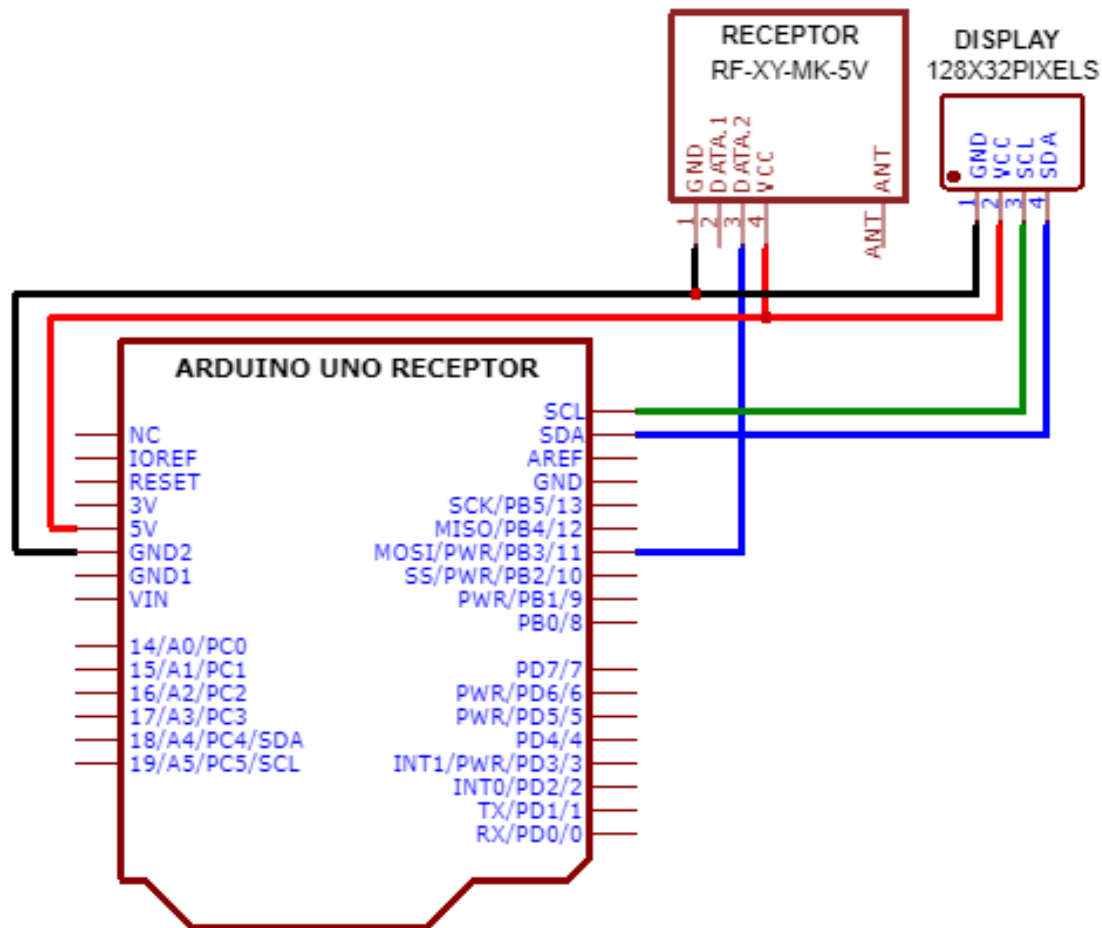 RECEPTOR
RF-XY-MK-5V
GND
DATA.1
DATA.2
VCC
ANT
1
2
3
4
ANT
DISPLAY
128X32PIXELS
GND
VCC
SCL
SDA
1
2
3
4
ARDUINO UNO RECEPTOR
NC
IOREF
RESET
3V
5V
GND2
GND1
VIN
14/A0/PC0
15/A1/PC1
16/A2/PC2
17/A3/PC3
18/A4/PC4/SDA
19/A5/PC5/SCL
SCL
SDA
AREF
GND
SCK/PB5/13
MISO/PB4/12
MOSI/PWR/PB3/11
SS/PWR/PB2/10
PWR/PB1/9
PB0/8
PD7/7
PWR/PD6/6
PWR/PD5/5
PD4/4
INT1/PWR/PD3/3
INT0/PD2/2
TX/PD1/1
RX/PD0/0